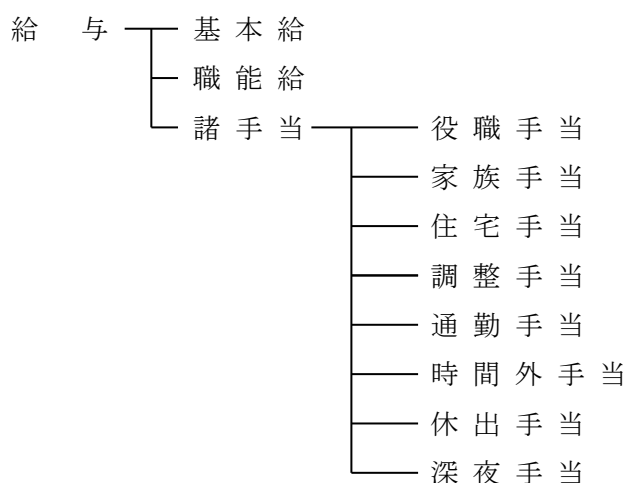 給 与 基本給
職能給
諸手当 役職手当
家族手当
住宅手当
調整手当
通勤手当
時間外手当
休出手当
深夜手当